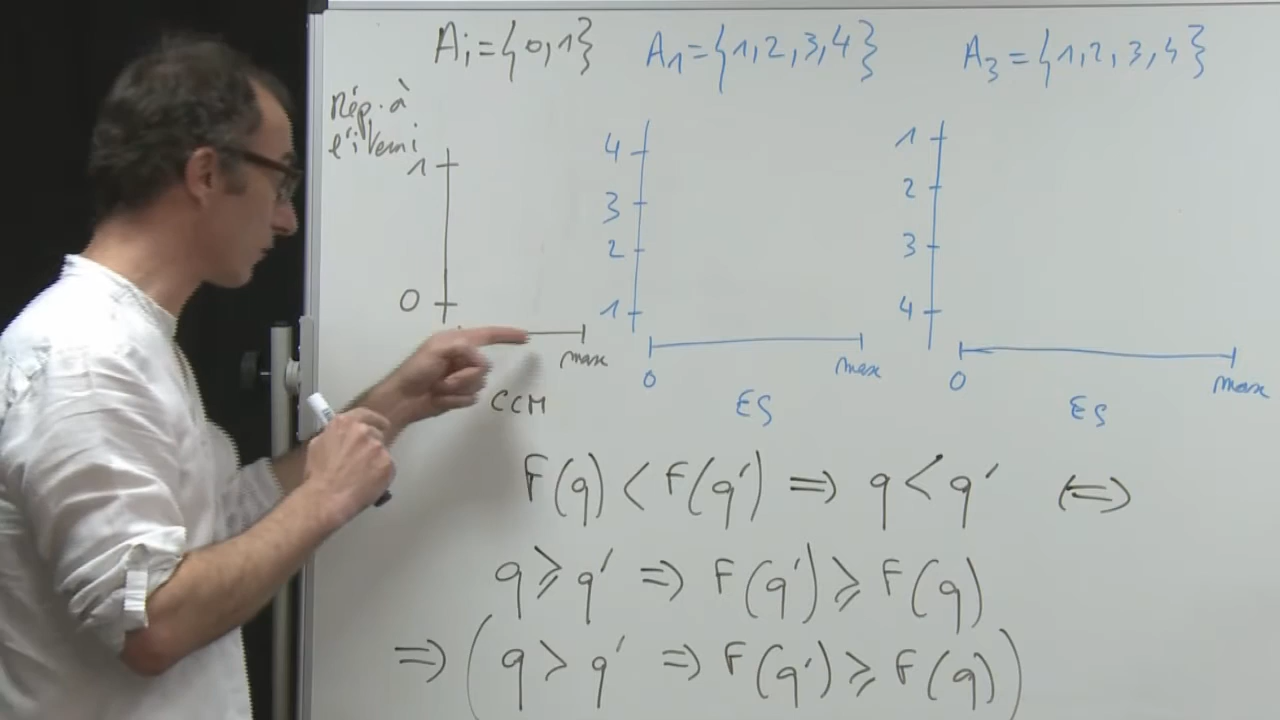 Ai={0,1} A1={1,2,3,4} A3={1,2,3,4}
Rép. à
l'item i
1 4 1
3 2
2 3
0 1 4
max 0 max 0 max
CCM ES ES
F(q) < F(q') ⇒ q < q' ⇔
q ⩾ q' ⇒ F(q') ⩾ F(q)
⇒ (q > q' ⇒ F(q') ⩾ F(q))